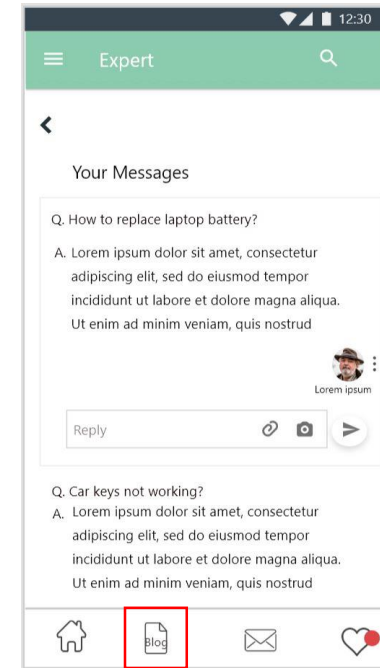 12:30
Expert
Your Messages
Q. How to replace laptop battery?
A. Lorem ipsum dolor sit amet, consectetur
adipiscing elit, sed do eiusmod tempor
incididunt ut labore et dolore magna aliqua.
Ut enim ad minim veniam, quis nostrud
Lorem ipsum
Reply
Q. Car keys not working?
A. Lorem ipsum dolor sit amet, consectetur
adipiscing elit, sed do eiusmod tempor
incididunt ut labore et dolore magna aliqua.
Ut enim ad minim veniam, quis nostrud
Blog